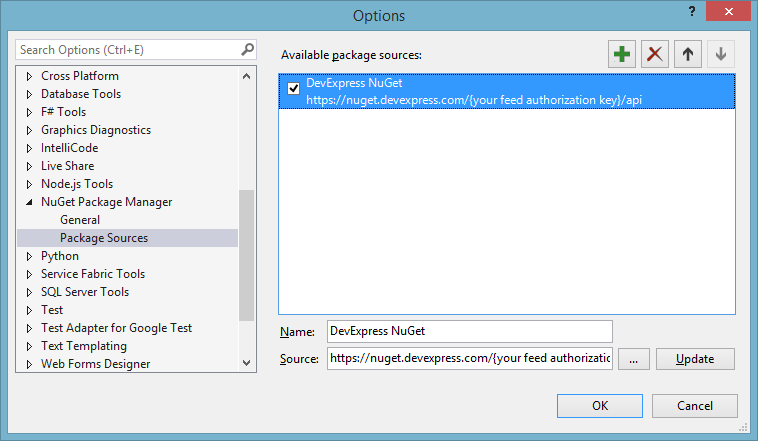 Options
?
Search Options (Ctrl+E)
Cross Platform
Database Tools
F# Tools
Graphics Diagnostics
IntelliCode
Live Share
Node.js Tools
NuGet Package Manager
General
Package Sources
Python
Service Fabric Tools
SQL Server Tools
Test
Test Adapter for Google Test
Text Templating
Web Forms Designer
Available package sources:
DevExpress NuGet
https://nuget.devexpress.com/{your feed authorization key}/api
Name: DevExpress NuGet
Source: https://nuget.devexpress.com/{your feed authorizatic ... Update
OK Cancel